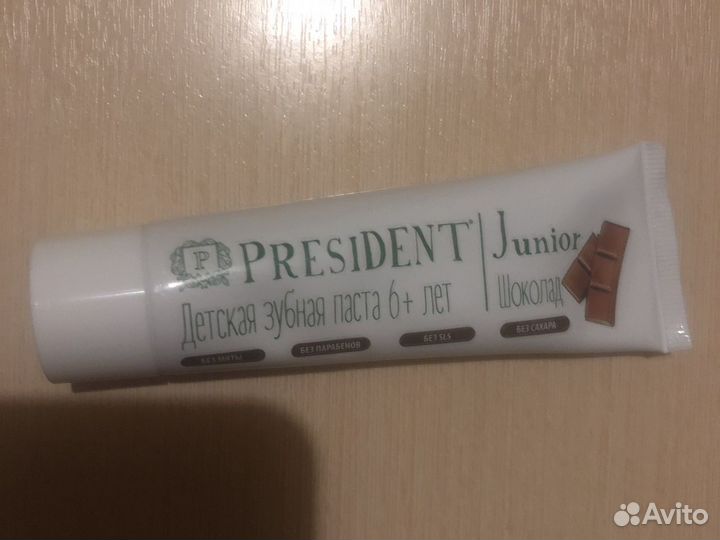 P
PRESIDENT®
Junior
Детская зубная паста 6+ лет
Шоколад
БЕЗ МЯТЫ
БЕЗ ПАРАБЕНОВ
БЕЗ SLS
БЕЗ САХАРА
Avito